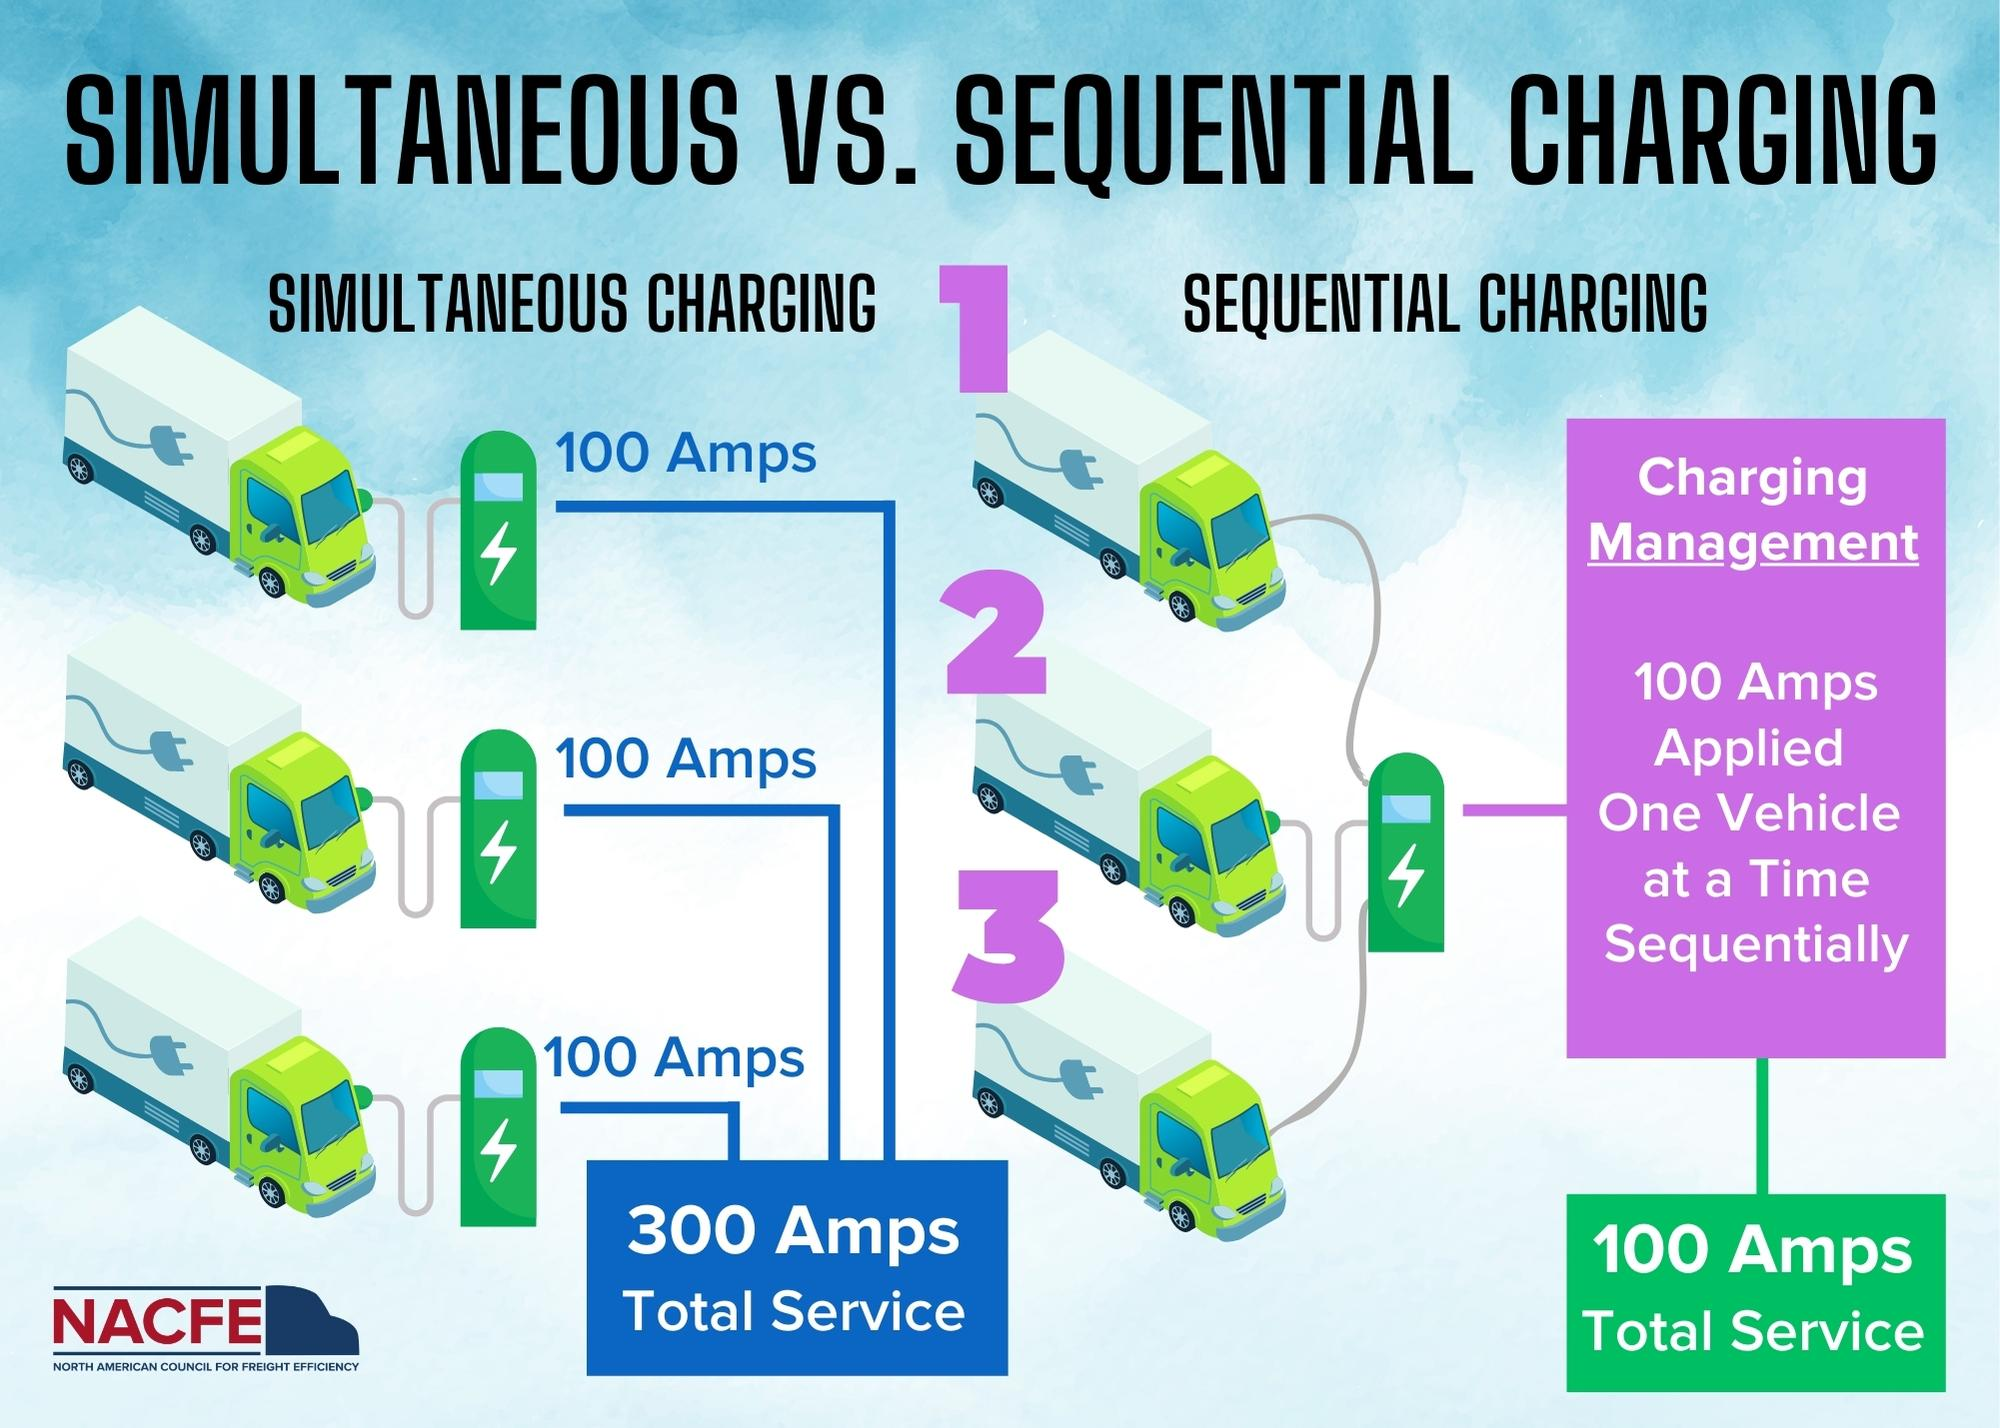 SIMULTANEOUS VS. SEQUENTIAL CHARGING
SIMULTANEOUS CHARGING
100 Amps
100 Amps
100 Amps
300 Amps
Total Service
SEQUENTIAL CHARGING
1
2
3
Charging
Management
100 Amps
Applied
One Vehicle
at a Time
Sequentially
100 Amps
Total Service
NACFE
NORTH AMERICAN COUNCIL FOR FREIGHT EFFICIENCY